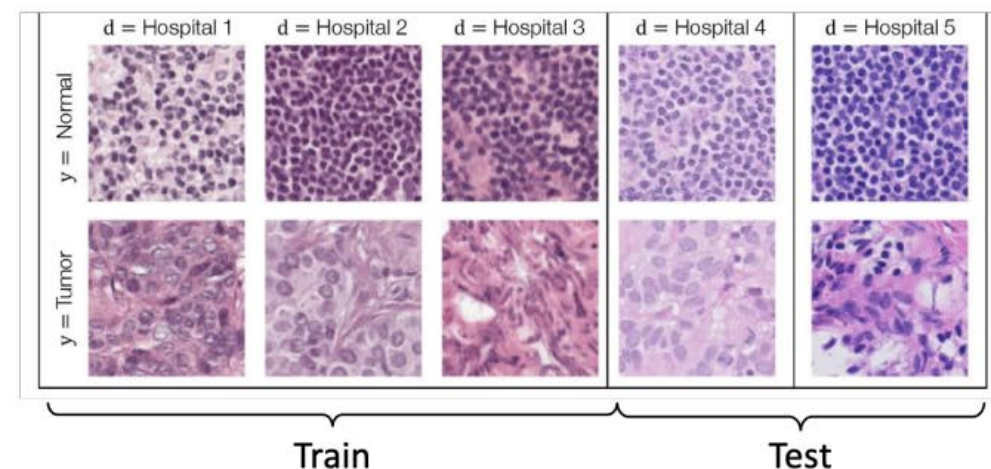 d = Hospital 1 d = Hospital 2 d = Hospital 3 d = Hospital 4 d = Hospital 5
y = Normal
y = Tumor
Train Test